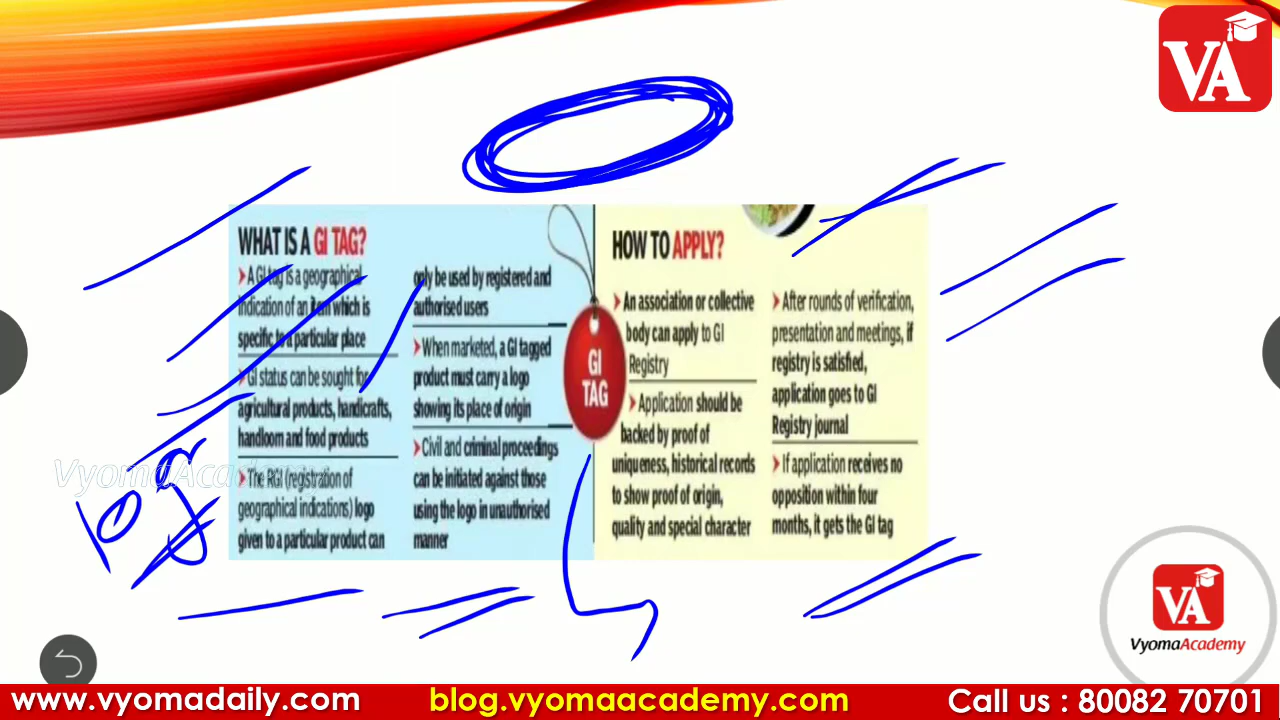 VA
WHAT IS A GI TAG?
A GI tag is a geographical
indication of an item which is
specific to a particular place
GI status can be sought for
agricultural products, handicrafts,
handloom and food products
The RGI (registration of
geographical indications) logo
given to a particular product can
only be used by registered and
authorised users
When marketed, a GI tagged
product must carry a logo
showing its place of origin
Civil and criminal proceedings
can be initiated against those
using the logo in unauthorised
manner
GI
TAG
HOW TO APPLY?
An association or collective
body can apply to GI
Registry
Application should be
backed by proof of
uniqueness, historical records
to show proof of origin,
quality and special character
After rounds of verification,
presentation and meetings, if
registry is satisfied,
application goes to GI
Registry journal
If application receives no
opposition within four
months, it gets the GI tag
VyomaAcademy
VA
VyomaAcademy
www.vyomadaily.com
blog.vyomaacademy.com
Call us : 80082 70701